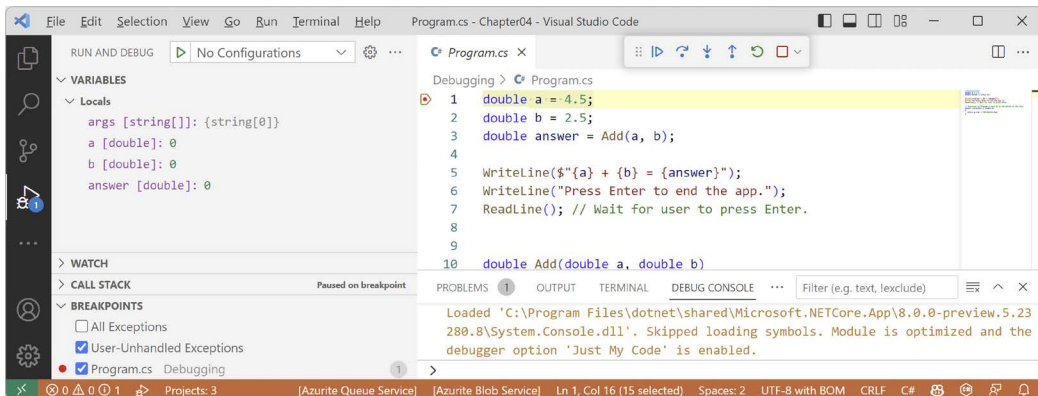 File Edit Selection View Go Run Terminal Help Program.cs - Chapter04 - Visual Studio Code
RUN AND DEBUG No Configurations
VARIABLES
Locals
args [string[]]: {string[0]}
a [double]: 0
b [double]: 0
answer [double]: 0
WATCH
CALL STACK Paused on breakpoint
BREAKPOINTS
All Exceptions
User-Unhandled Exceptions
Program.cs Debugging 1
1
Program.cs
Debugging > Program.cs
1 double a = 4.5;
2 double b = 2.5;
3 double answer = Add(a, b);
4
5 WriteLine($"{a} + {b} = {answer}");
6 WriteLine("Press Enter to end the app.");
7 ReadLine(); // Wait for user to press Enter.
8
9
10 double Add(double a, double b)
PROBLEMS 1 OUTPUT TERMINAL DEBUG CONSOLE Filter (e.g. text, !exclude)
Loaded 'C:\Program Files\dotnet\shared\Microsoft.NETCore.App\8.0.0-preview.5.23
280.8\System.Console.dll'. Skipped loading symbols. Module is optimized and the
debugger option 'Just My Code' is enabled.
>
0 0 1 Projects: 3 [Azurite Queue Service] [Azurite Blob Service] Ln 1, Col 16 (15 selected) Spaces: 2 UTF-8 with BOM CRLF C#